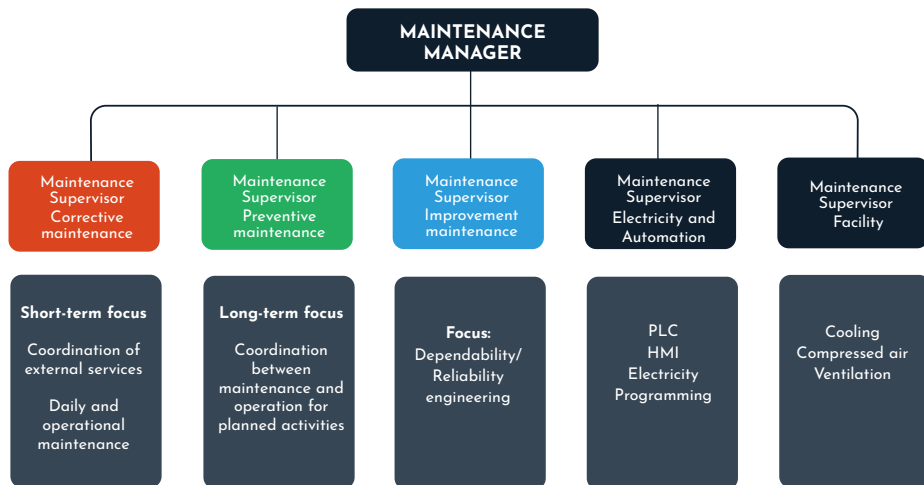 MAINTENANCE
MANAGER
Maintenance
Supervisor
Corrective
maintenance
Maintenance
Supervisor
Preventive
maintenance
Maintenance
Supervisor
Improvement
maintenance
Maintenance
Supervisor
Electricity and
Automation
Maintenance
Supervisor
Facility
Short-term focus
Coordination of
external services
Daily and
operational
maintenance
Long-term focus
Coordination
between
maintenance and
operation for
planned activities
Focus:
Dependability/
Reliability
engineering
PLC
HMI
Electricity
Programming
Cooling
Compressed air
Ventilation